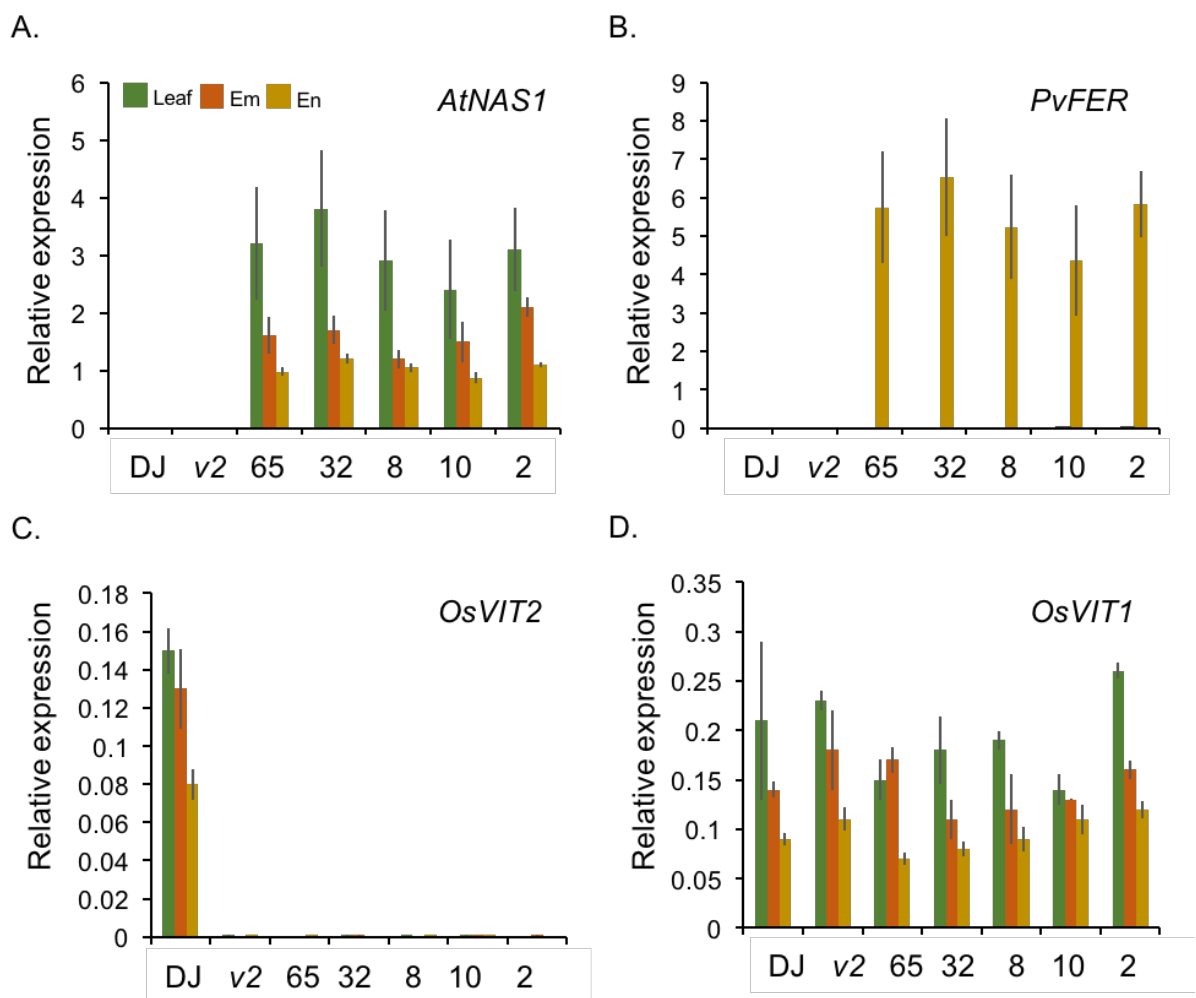 A.
Relative expression
6
5
4
3
2
1
0
Leaf Em En
AtNAS1
DJ v2 65 32 8 10 2
B.
Relative expression
9
8
7
6
5
4
3
2
1
0
PvFER
DJ v2 65 32 8 10 2
C.
Relative expression
0.18
0.16
0.14
0.12
0.1
0.08
0.06
0.04
0.02
0
OsVIT2
DJ v2 65 32 8 10 2
D.
Relative expression
0.35
0.3
0.25
0.2
0.15
0.1
0.05
0
OsVIT1
DJ v2 65 32 8 10 2